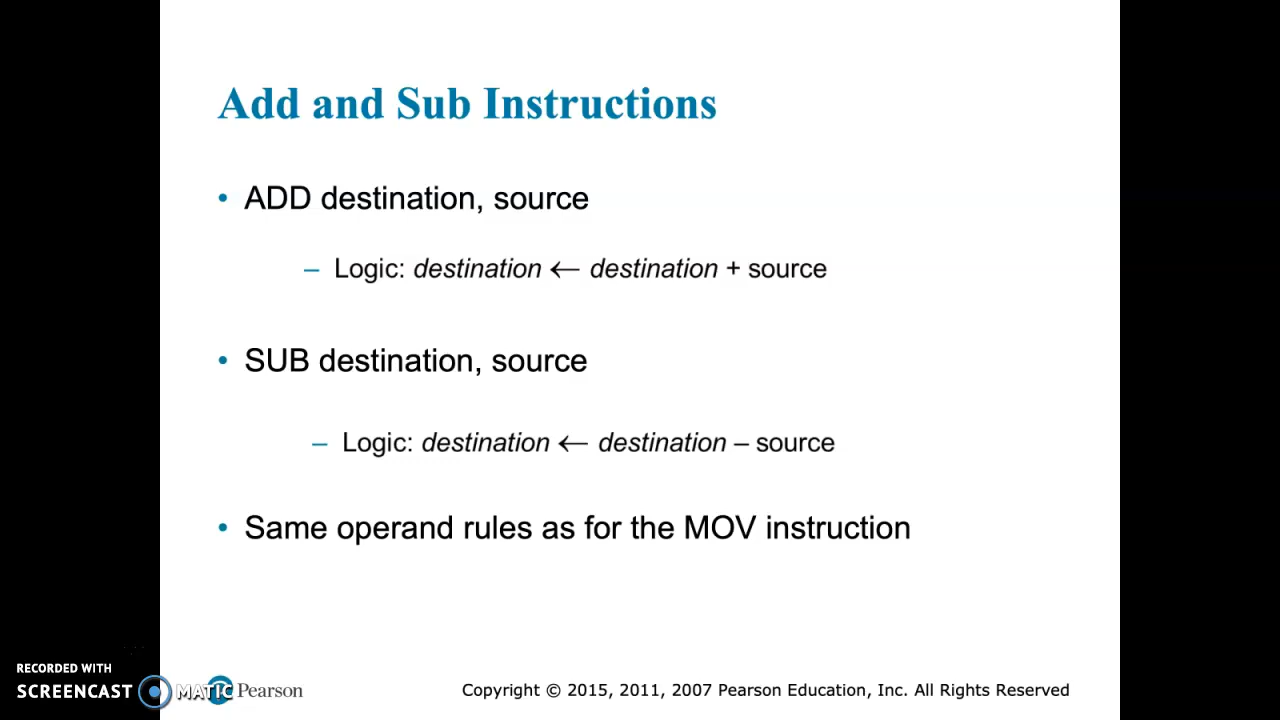 Add and Sub Instructions
• ADD destination, source
– Logic: destination ← destination + source
• SUB destination, source
– Logic: destination ← destination – source
• Same operand rules as for the MOV instruction
RECORDED WITH
SCREENCAST MATIC
Pearson
Copyright © 2015, 2011, 2007 Pearson Education, Inc. All Rights Reserved